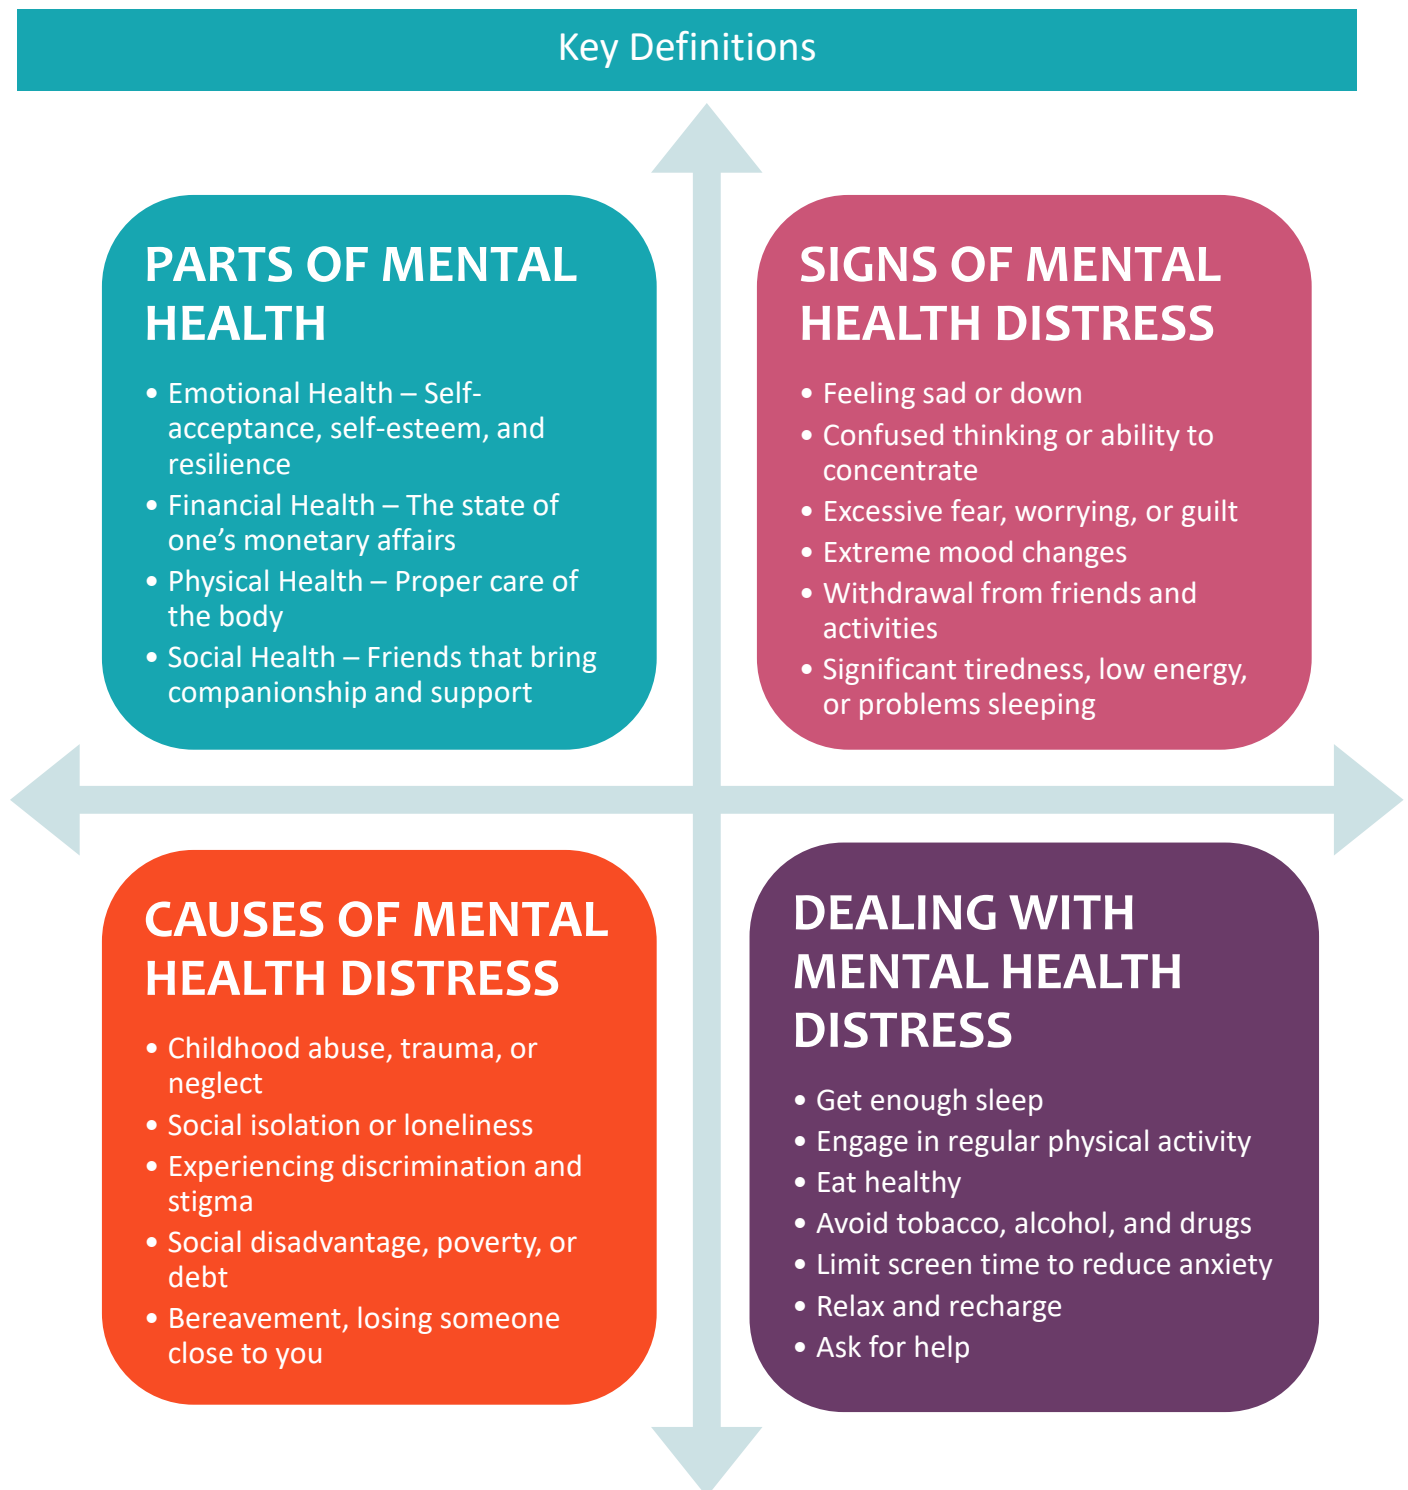 Key Definitions
PARTS OF MENTAL
HEALTH
• Emotional Health – Self-
acceptance, self-esteem, and
resilience
• Financial Health – The state of
one’s monetary affairs
• Physical Health – Proper care of
the body
• Social Health – Friends that bring
companionship and support
SIGNS OF MENTAL
HEALTH DISTRESS
• Feeling sad or down
• Confused thinking or ability to
concentrate
• Excessive fear, worrying, or guilt
• Extreme mood changes
• Withdrawal from friends and
activities
• Significant tiredness, low energy,
or problems sleeping
CAUSES OF MENTAL
HEALTH DISTRESS
• Childhood abuse, trauma, or
neglect
• Social isolation or loneliness
• Experiencing discrimination and
stigma
• Social disadvantage, poverty, or
debt
• Bereavement, losing someone
close to you
DEALING WITH
MENTAL HEALTH
DISTRESS
• Get enough sleep
• Engage in regular physical activity
• Eat healthy
• Avoid tobacco, alcohol, and drugs
• Limit screen time to reduce anxiety
• Relax and recharge
• Ask for help